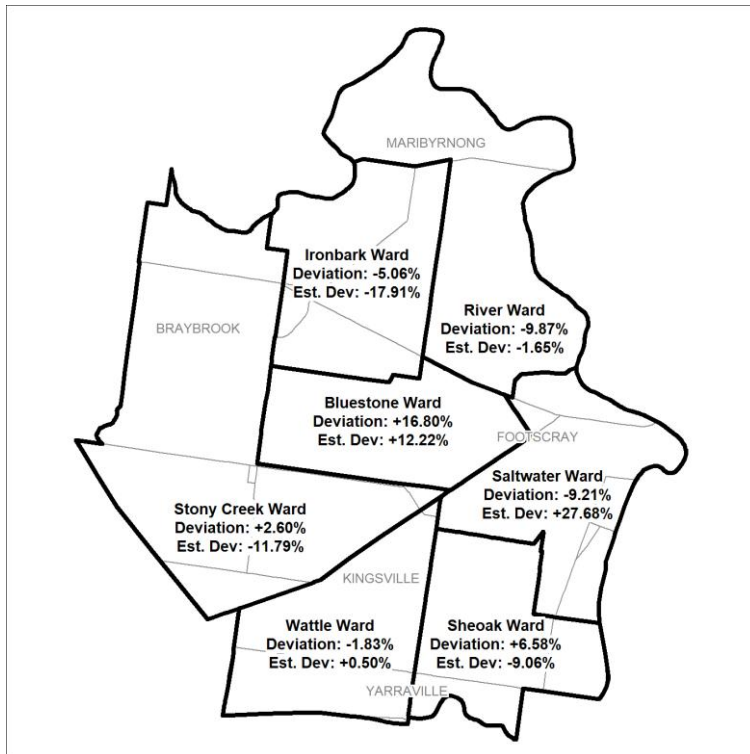 MARIBYRNONG
Ironbark Ward
Deviation: -5.06%
Est. Dev: -17.91%
River Ward
Deviation: -9.87%
Est. Dev: -1.65%
BRAYBROOK
Bluestone Ward
Deviation: +16.80%
Est. Dev: +12.22%
FOOTSCRAY
Saltwater Ward
Deviation: -9.21%
Est. Dev: +27.68%
Stony Creek Ward
Deviation: +2.60%
Est. Dev: -11.79%
KINGSVILLE
Wattle Ward
Deviation: -1.83%
Est. Dev: +0.50%
Sheoak Ward
Deviation: +6.58%
Est. Dev: -9.06%
YARRAVILLE